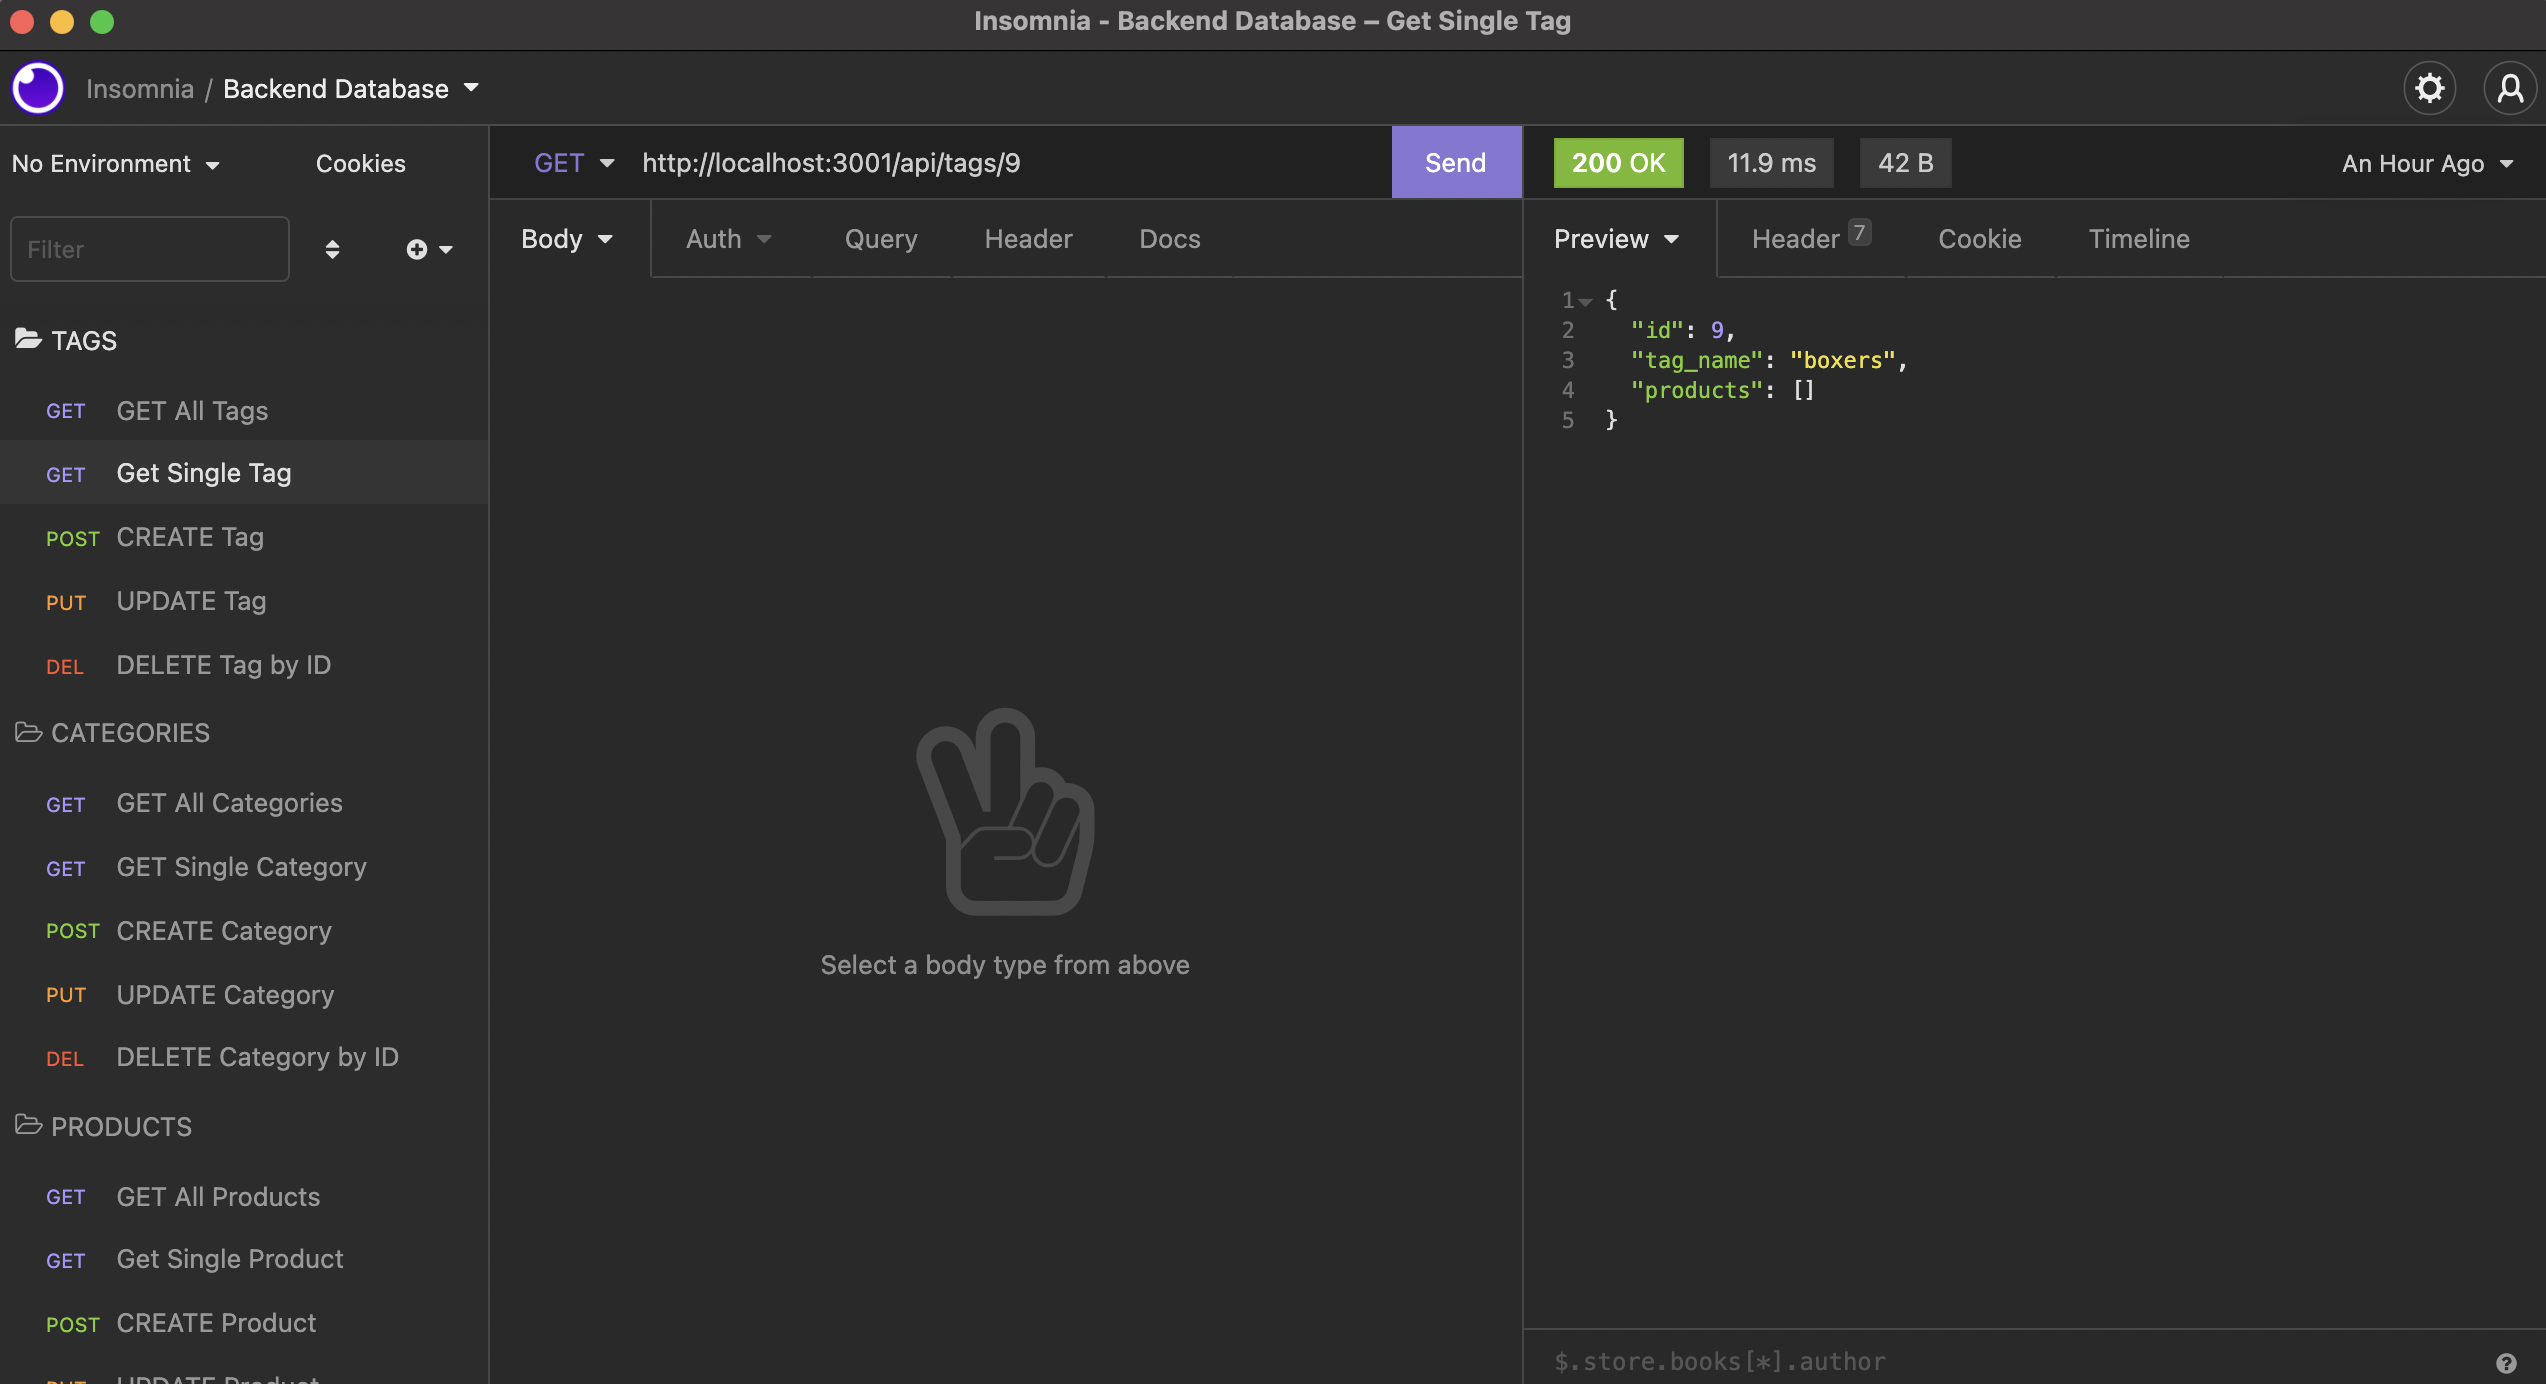 Insomnia - Backend Database – Get Single Tag
Insomnia / Backend Database
No Environment
Cookies
Filter
TAGS
GET GET All Tags
GET Get Single Tag
POST CREATE Tag
PUT UPDATE Tag
DEL DELETE Tag by ID
CATEGORIES
GET GET All Categories
GET GET Single Category
POST CREATE Category
PUT UPDATE Category
DEL DELETE Category by ID
PRODUCTS
GET GET All Products
GET Get Single Product
POST CREATE Product
PUT UPDATE Product
GET http://localhost:3001/api/tags/9 Send
Body Auth Query Header Docs
Select a body type from above
200 OK 11.9 ms 42 B An Hour Ago
Preview Header 7 Cookie Timeline
1 {
2 "id": 9,
3 "tag_name": "boxers",
4 "products": []
5 }
$.store.books[*].author